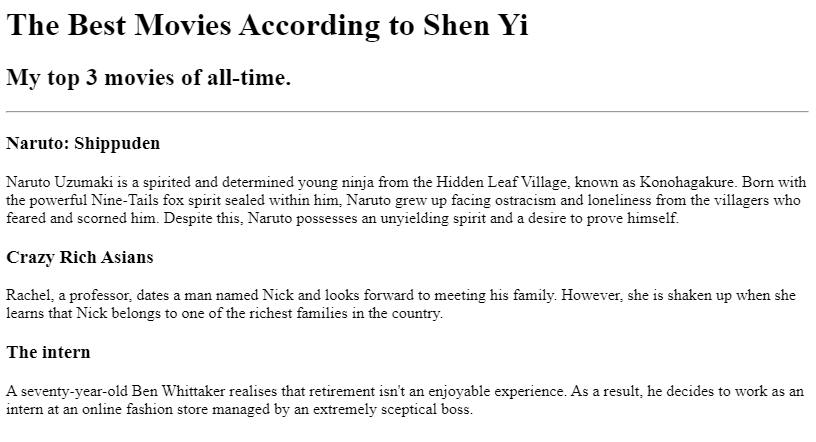 The Best Movies According to Shen Yi
My top 3 movies of all-time.
Naruto: Shippuden
Naruto Uzumaki is a spirited and determined young ninja from the Hidden Leaf Village, known as Konohagakure. Born with
the powerful Nine-Tails fox spirit sealed within him, Naruto grew up facing ostracism and loneliness from the villagers who
feared and scorned him. Despite this, Naruto possesses an unyielding spirit and a desire to prove himself.
Crazy Rich Asians
Rachel, a professor, dates a man named Nick and looks forward to meeting his family. However, she is shaken up when she
learns that Nick belongs to one of the richest families in the country.
The intern
A seventy-year-old Ben Whittaker realises that retirement isn't an enjoyable experience. As a result, he decides to work as an
intern at an online fashion store managed by an extremely sceptical boss.